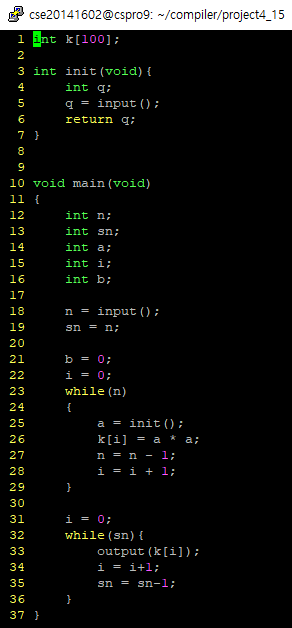 cse20141602@cspro9: ~/compiler/project4_15
1 int k[100];
2
3 int init(void){
4     int q;
5     q = input();
6     return q;
7 }
8
9
10 void main(void)
11 {
12     int n;
13     int sn;
14     int a;
15     int i;
16     int b;
17
18     n = input();
19     sn = n;
20
21     b = 0;
22     i = 0;
23     while(n)
24     {
25         a = init();
26         k[i] = a * a;
27         n = n - 1;
28         i = i + 1;
29     }
30
31     i = 0;
32     while(sn){
33         output(k[i]);
34         i = i+1;
35         sn = sn-1;
36     }
37 }